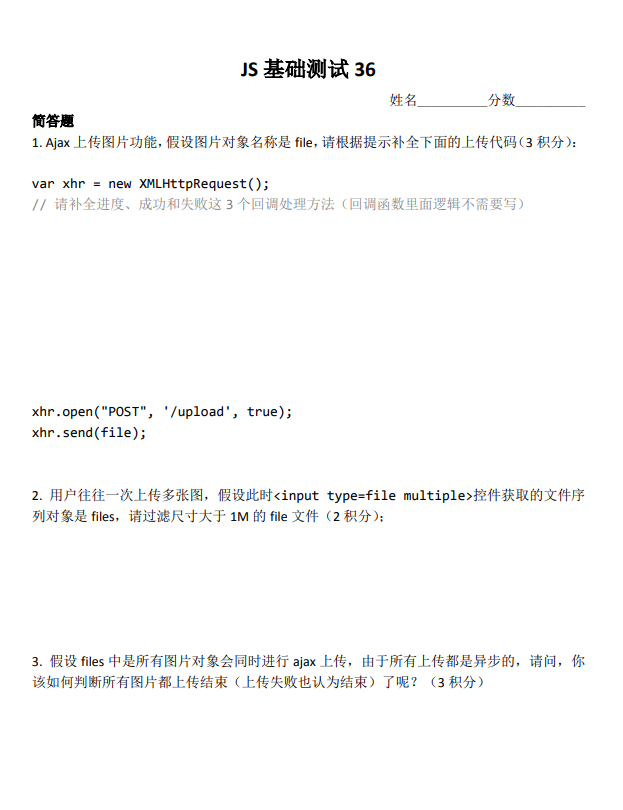 JS 基础测试 36
姓名__________分数__________
简答题
1. Ajax 上传图片功能，假设图片对象名称是 file，请根据提示补全下面的上传代码（3 积分）：
var xhr = new XMLHttpRequest();
// 请补全进度、成功和失败这 3 个回调处理方法（回调函数里面逻辑不需要写）
xhr.open("POST", '/upload', true);
xhr.send(file);
2. 用户往往一次上传多张图，假设此时<input type=file multiple>控件获取的文件序
列对象是 files，请过滤尺寸大于 1M 的 file 文件（2 积分）；
3. 假设 files 中是所有图片对象会同时进行 ajax 上传，由于所有上传都是异步的，请问，你
该如何判断所有图片都上传结束（上传失败也认为结束）了呢？（3 积分）